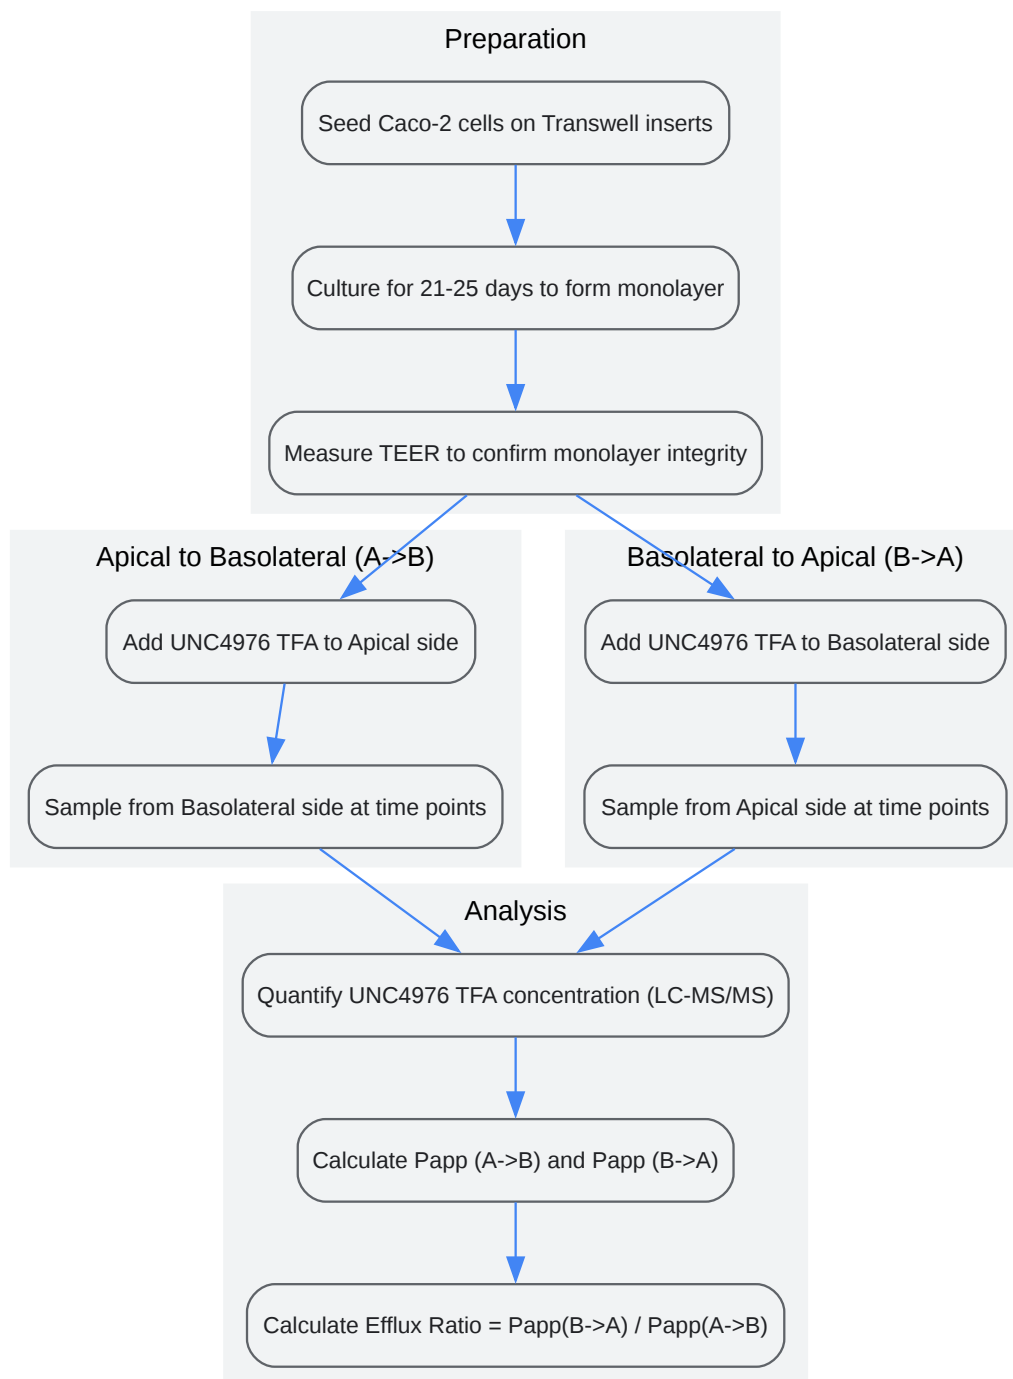 Preparation
Seed Caco-2 cells on Transwell inserts
Culture for 21-25 days to form monolayer
Measure TEER to confirm monolayer integrity
Apical to Basolateral (A->B)
Add UNC4976 TFA to Apical side
Sample from Basolateral side at time points
Basolateral to Apical (B->A)
Add UNC4976 TFA to Basolateral side
Sample from Apical side at time points
Analysis
Quantify UNC4976 TFA concentration (LC-MS/MS)
Calculate Papp (A->B) and Papp (B->A)
Calculate Efflux Ratio = Papp(B->A) / Papp(A->B)